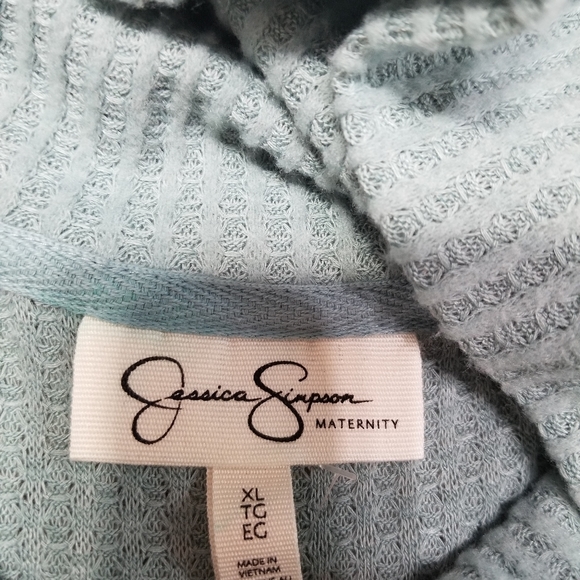 Jessica Simpson
MATERNITY
XL
TG
EG
MADE IN
VIETNAM